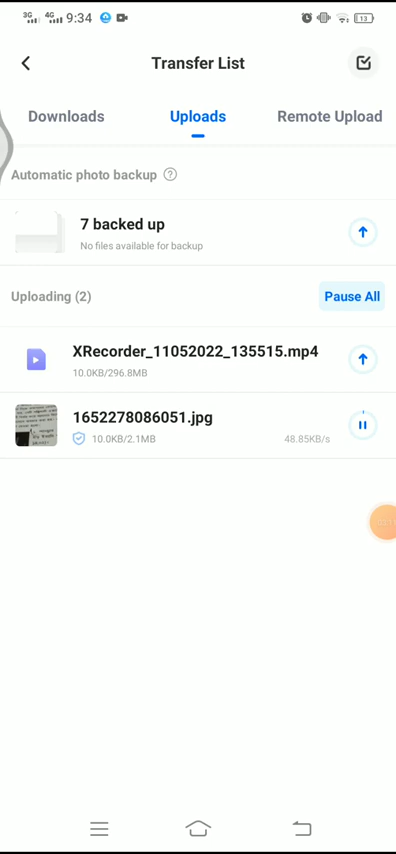 3G 4G 9:34 13
Transfer List
Downloads Uploads Remote Upload
Automatic photo backup ?
7 backed up
No files available for backup
Uploading (2) Pause All
XRecorder_11052022_135515.mp4
10.0KB/296.8MB
1652278086051.jpg
10.0KB/2.1MB 48.85KB/s